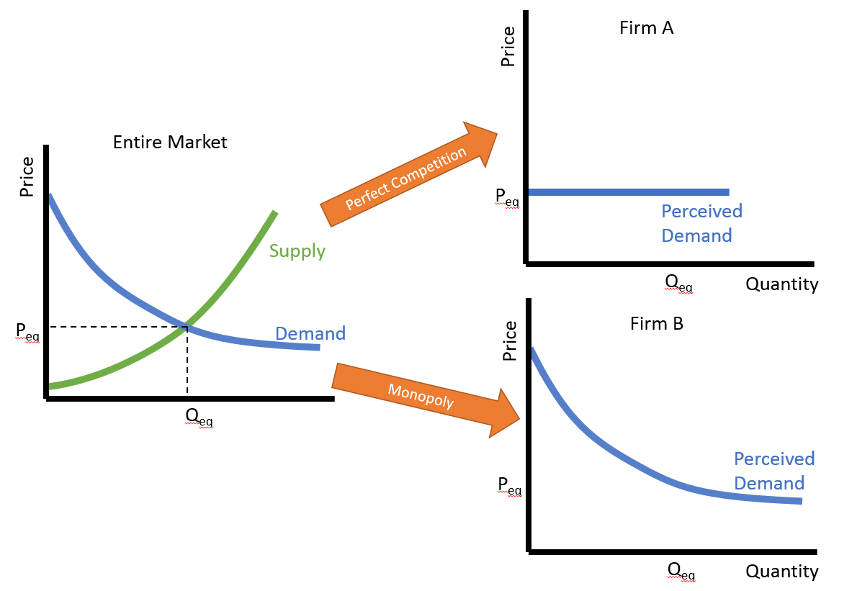 Entire Market
Price
Supply
Demand
Peq
Qeq
Perfect Competition
Monopoly
Firm A
Price
Peq
Perceived
Demand
Qeq
Quantity
Firm B
Price
Perceived
Demand
Peq
Qeq
Quantity